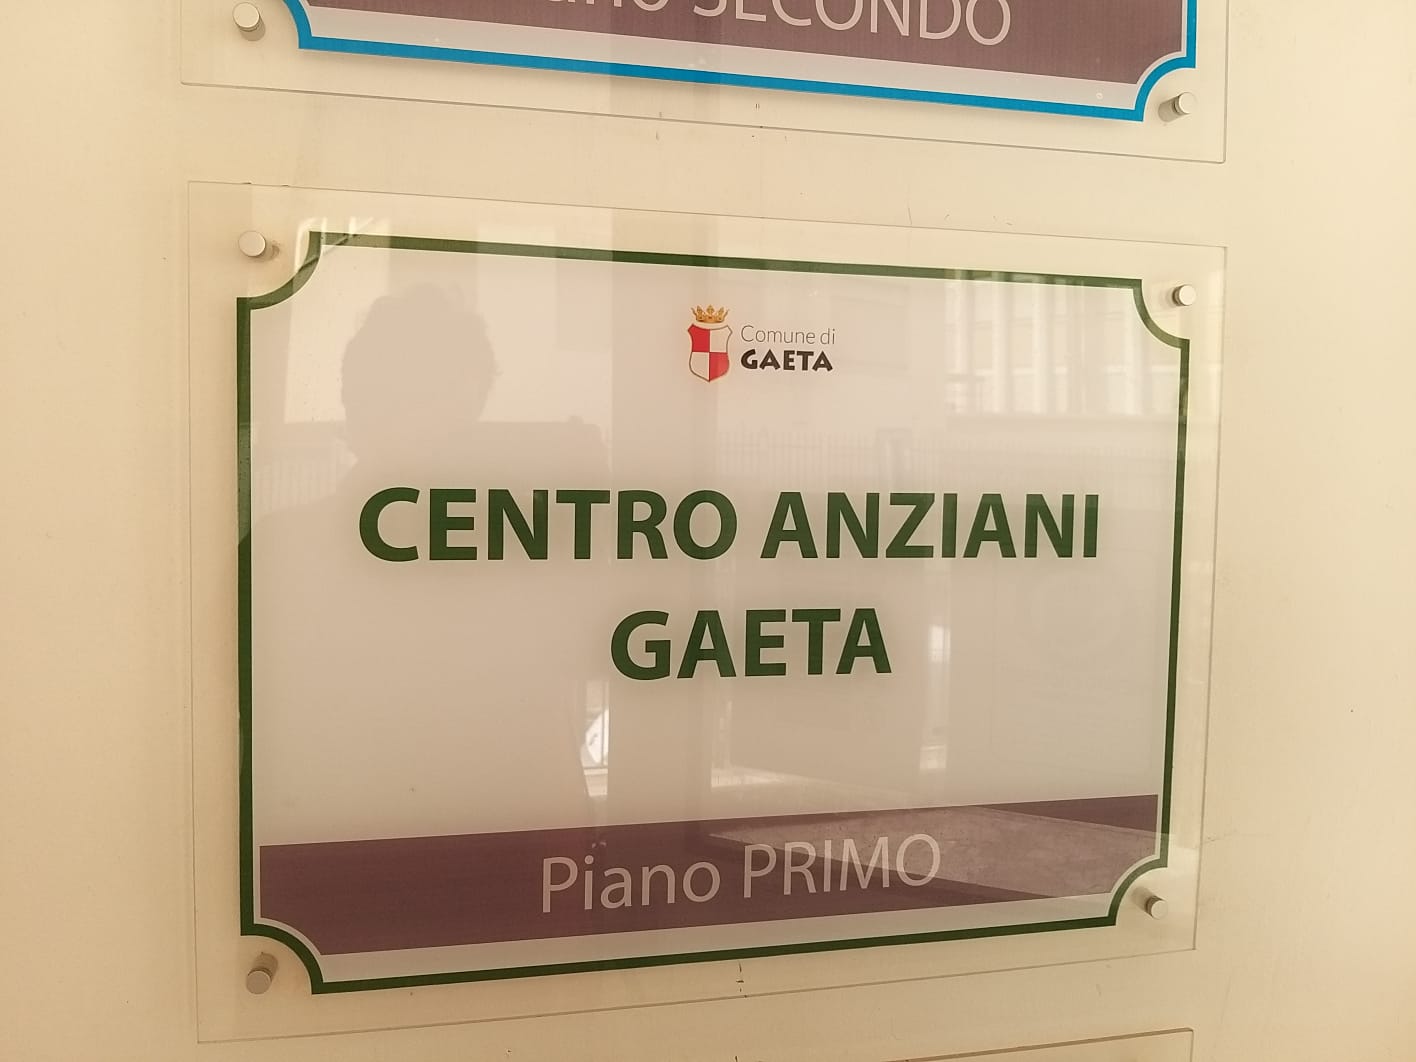 SECONDO
Comune di
GAETA
CENTRO ANZIANI
GAETA
Piano PRIMO